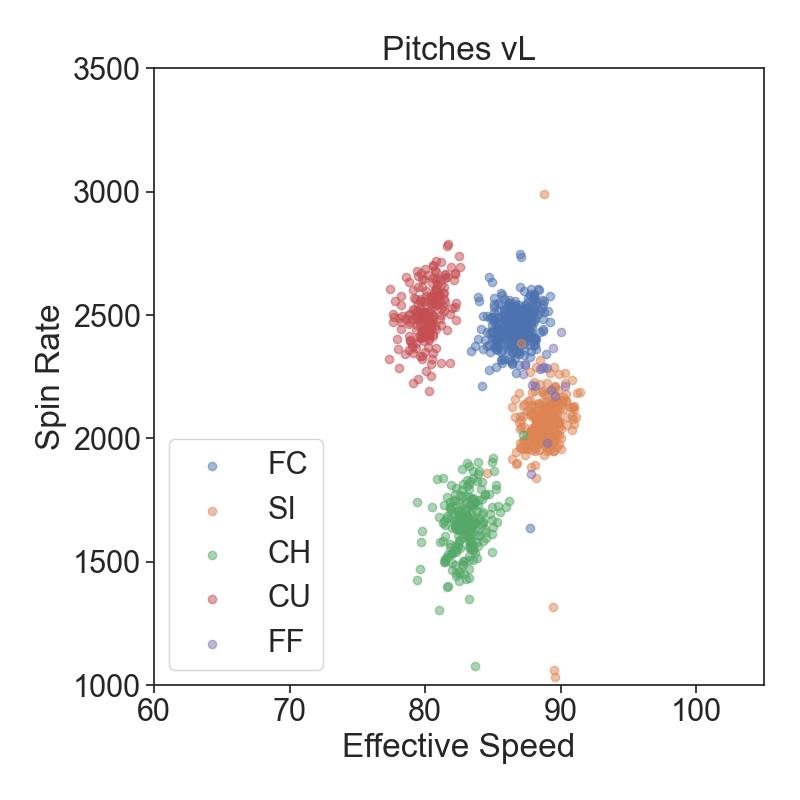 Pitches vL
3500
3000
2500
2000
1500
1000
Spin Rate
FC
SI
CH
CU
FF
60 70 80 90 100
Effective Speed